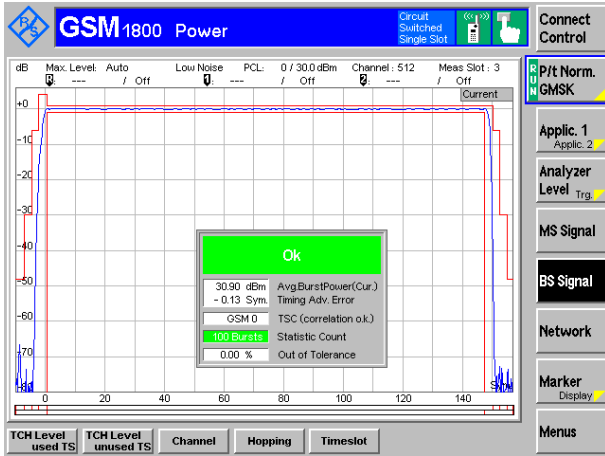 R S
GSM 1800 Power
Circuit Switched Single Slot
Connect Control
dB Max. Level: Auto Low Noise PCL: 0 / 30.0 dBm Channel : 512 Meas Slot : 3
--- / Off 1: --- / Off 2: --- / Off
Current
RUN P/t Norm. GMSK
+0
-10
-20
-30
-40
-50
-60
-70
Ok
30.90 dBm Avg.BurstPower(Cur.)
- 0.13 Sym. Timing Adv. Error
GSM 0 TSC (correlation o.k.)
100 Bursts Statistic Count
0.00 % Out of Tolerance
0 20 40 60 80 100 120 140
Applic. 1
Applic. 2
Analyzer Level Trg.
MS Signal
BS Signal
Network
Marker
Display
Menus
TCH Level used TS
TCH Level unused TS
Channel
Hopping
Timeslot